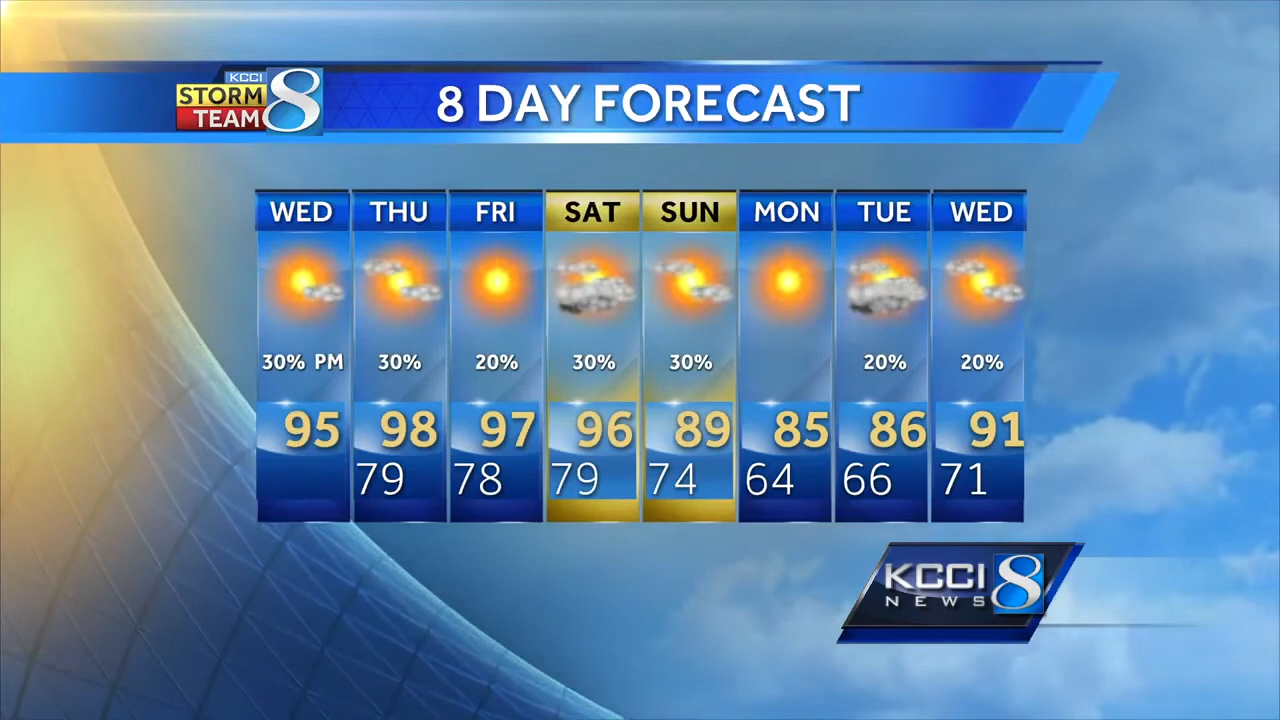 KCCI
STORM
TEAM
8
8 DAY FORECAST
WED THU FRI SAT SUN MON TUE WED
30% PM 30% 20% 30% 30% 20% 20%
95 98 97 96 89 85 86 91
79 78 79 74 64 66 71
KCCI 8
NEWS